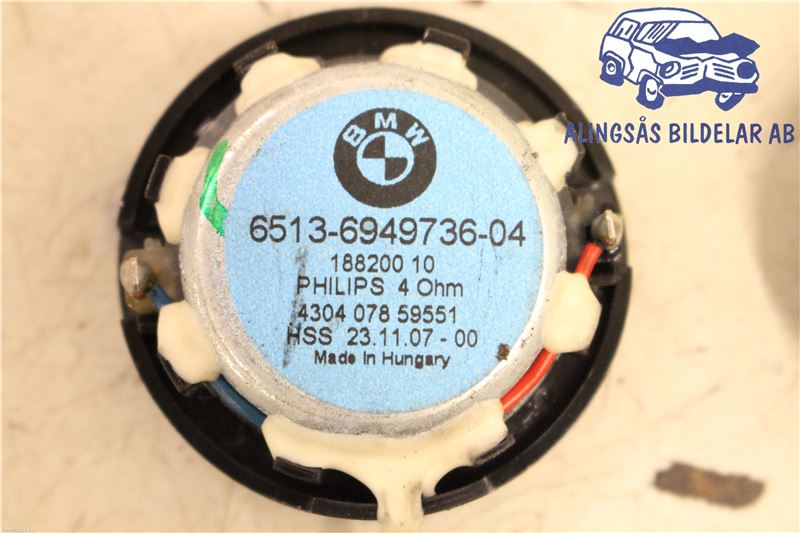 ALINGSÅS BILDELAR AB
BMW
6513-6949736-04
188200 10
PHILIPS 4 Ohm
4304 078 59551
HSS 23.11.07 - 00
Made in Hungary